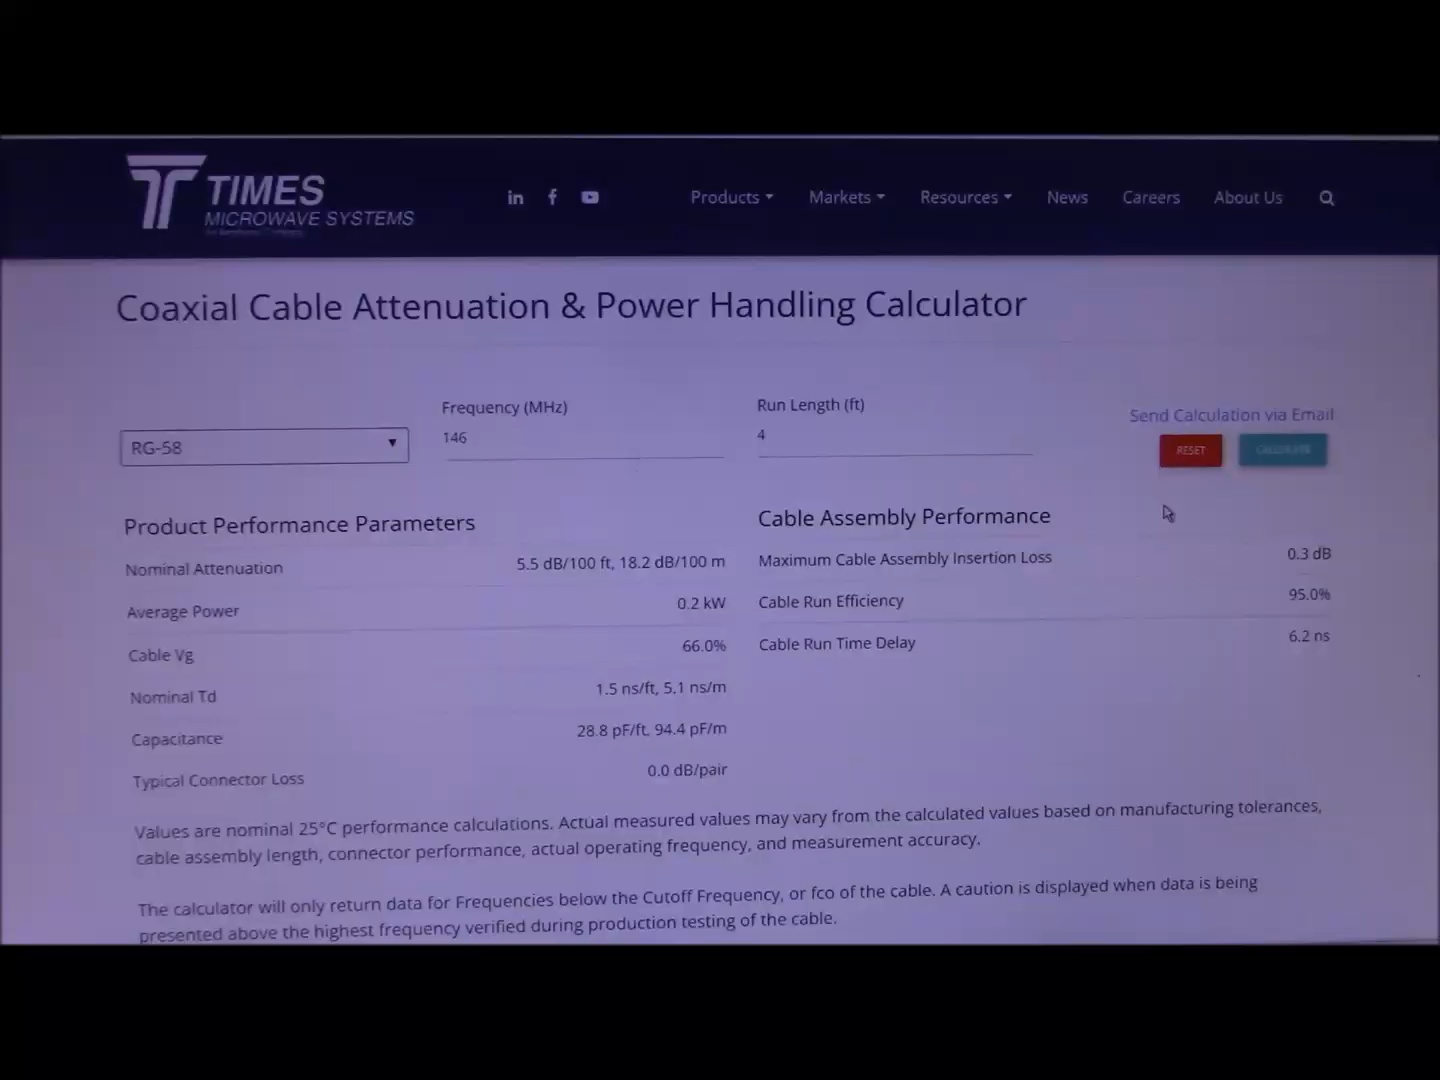 TIMES
MICROWAVE SYSTEMS
in f
Products Markets Resources News Careers About Us
Coaxial Cable Attenuation & Power Handling Calculator
Frequency (MHz)
Run Length (ft)
Send Calculation via Email
RG-58
146
4
RESET
CALCULATE
Product Performance Parameters
Nominal Attenuation 5.5 dB/100 ft, 18.2 dB/100 m
Average Power 0.2 kW
Cable Vg 66.0%
Nominal Td 1.5 ns/ft, 5.1 ns/m
Capacitance 28.8 pF/ft, 94.4 pF/m
Typical Connector Loss 0.0 dB/pair
Cable Assembly Performance
Maximum Cable Assembly Insertion Loss 0.3 dB
Cable Run Efficiency 95.0%
Cable Run Time Delay 6.2 ns
Values are nominal 25°C performance calculations. Actual measured values may vary from the calculated values based on manufacturing tolerances,
cable assembly length, connector performance, actual operating frequency, and measurement accuracy.
The calculator will only return data for Frequencies below the Cutoff Frequency, or fco of the cable. A caution is displayed when data is being
presented above the highest frequency verified during production testing of the cable.